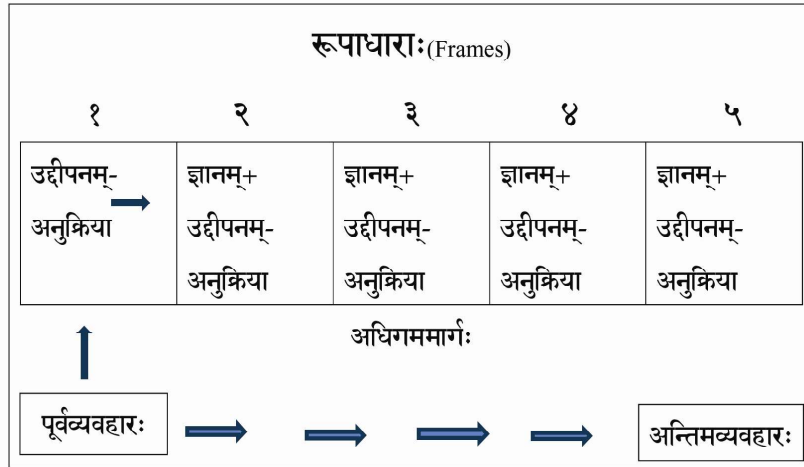 रूपाधाराः(Frames)
१ २ ३ ४ ५
उद्दीपनम्- ज्ञानम्+ ज्ञानम्+ ज्ञानम्+ ज्ञानम्+
अनुक्रिया उद्दीपनम्- उद्दीपनम्- उद्दीपनम्- उद्दीपनम्-
अनुक्रिया अनुक्रिया अनुक्रिया अनुक्रिया
अधिगममार्गः
पूर्वव्यवहारः अन्तिमव्यवहारः